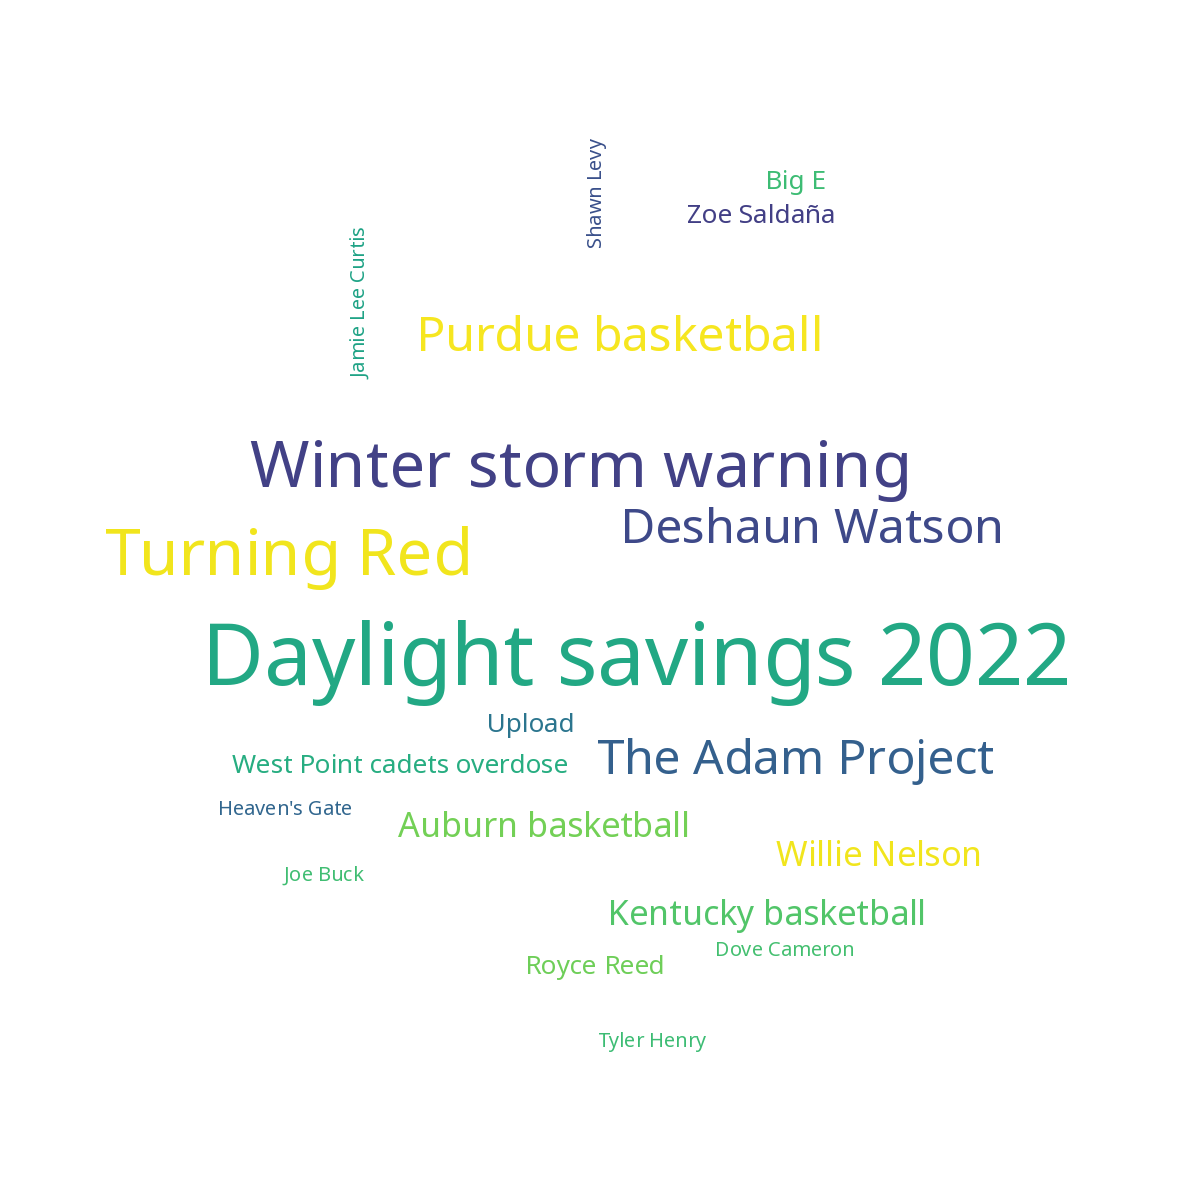 Shawn Levy
Big E
Zoe Saldaña
Jamie Lee Curtis
Purdue basketball
Winter storm warning
Deshaun Watson
Turning Red
Daylight savings 2022
Upload
The Adam Project
West Point cadets overdose
Heaven's Gate
Auburn basketball
Willie Nelson
Joe Buck
Kentucky basketball
Dove Cameron
Royce Reed
Tyler Henry